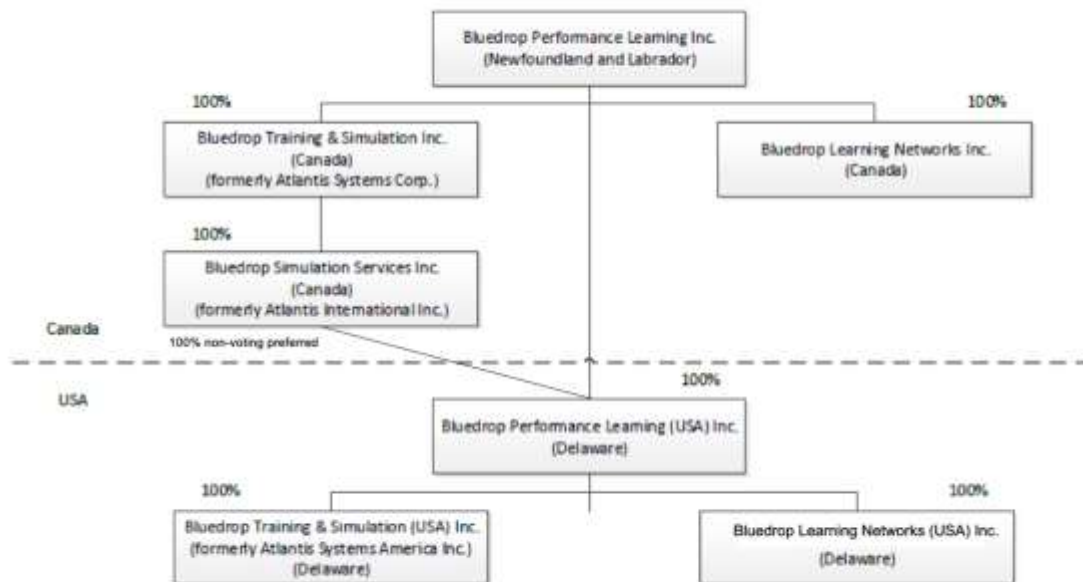 Bluedrop Performance Learning Inc.
(Newfoundland and Labrador)
100%
100%
Bluedrop Training & Simulation Inc.
(Canada)
(formerly Atlantis Systems Corp.)
Bluedrop Learning Networks Inc.
(Canada)
100%
Bluedrop Simulation Services Inc.
(Canada)
(formerly Atlantis International Inc.)
Canada
100% non-voting preferred
USA
100%
Bluedrop Performance Learning (USA) Inc.
(Delaware)
100%
100%
Bluedrop Training & Simulation (USA) Inc.
(formerly Atlantis Systems America Inc.)
(Delaware)
Bluedrop Learning Networks (USA) Inc.
(Delaware)